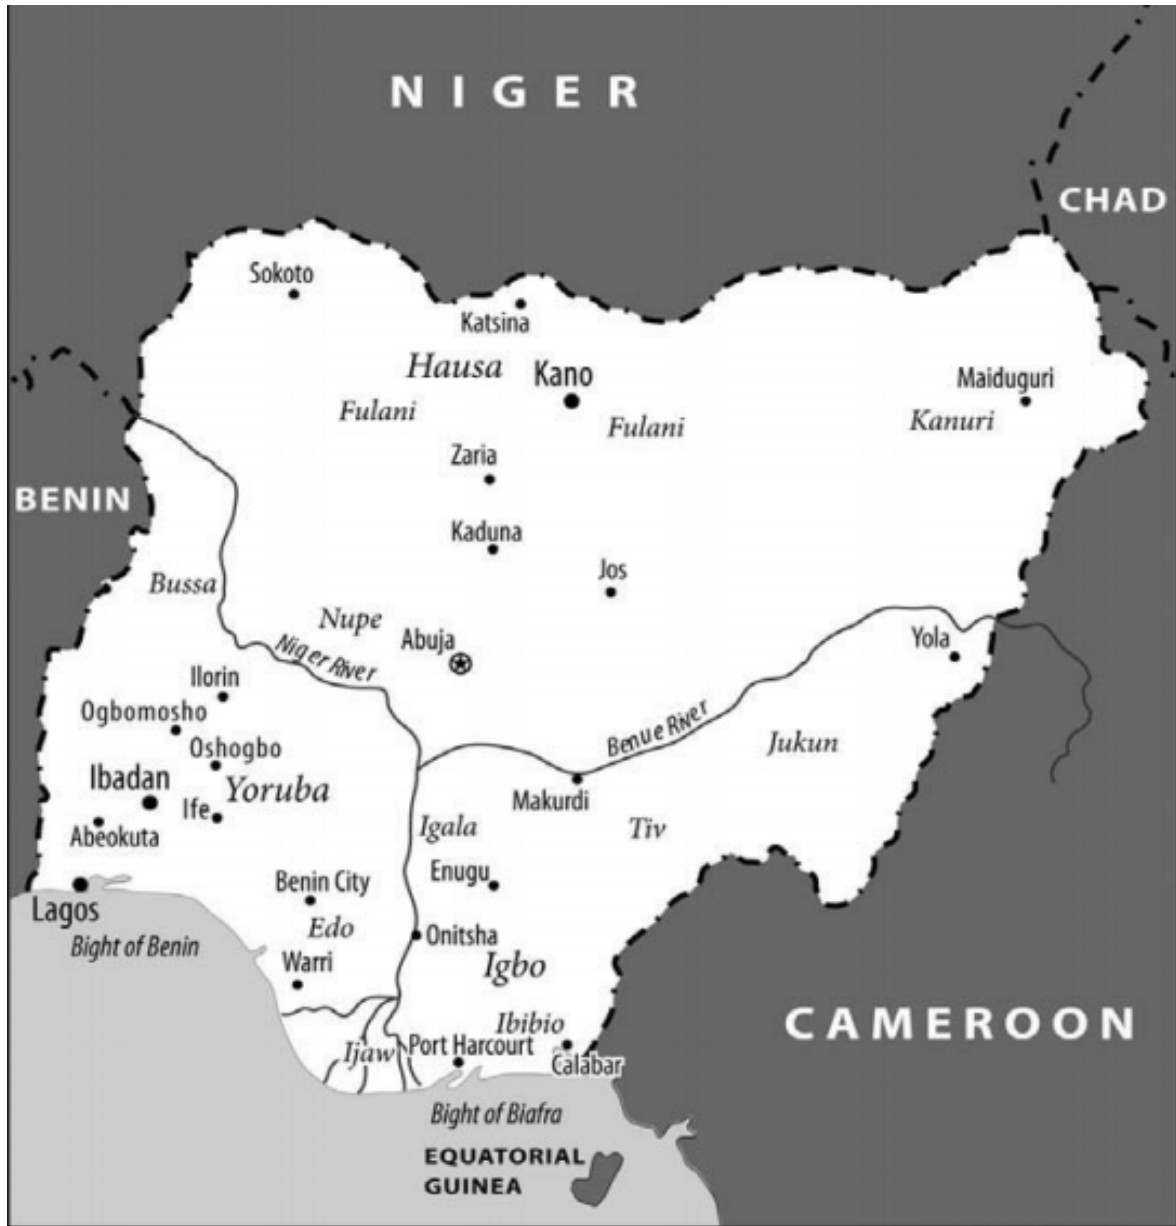 NIGER
CHAD
Sokoto
Katsina
Hausa
Kano
Maiduguri
Fulani
Fulani
Kanuri
Zaria
BENIN
Kaduna
Jos
Bussa
Nupe
Abuja
Yola
Niger River
Ilorin
Ogbomosho
Benue River
Jukun
Oshogbo
Ibadan
Yoruba
Makurdi
Ife
Igala
Tiv
Abeokuta
Enugu
Benin City
Lagos
Edo
Onitsha
Bight of Benin
Warri
Igbo
CAMEROON
Ibibio
Ijaw
Port Harcourt
Calabar
Bight of Biafra
EQUATORIAL
GUINEA